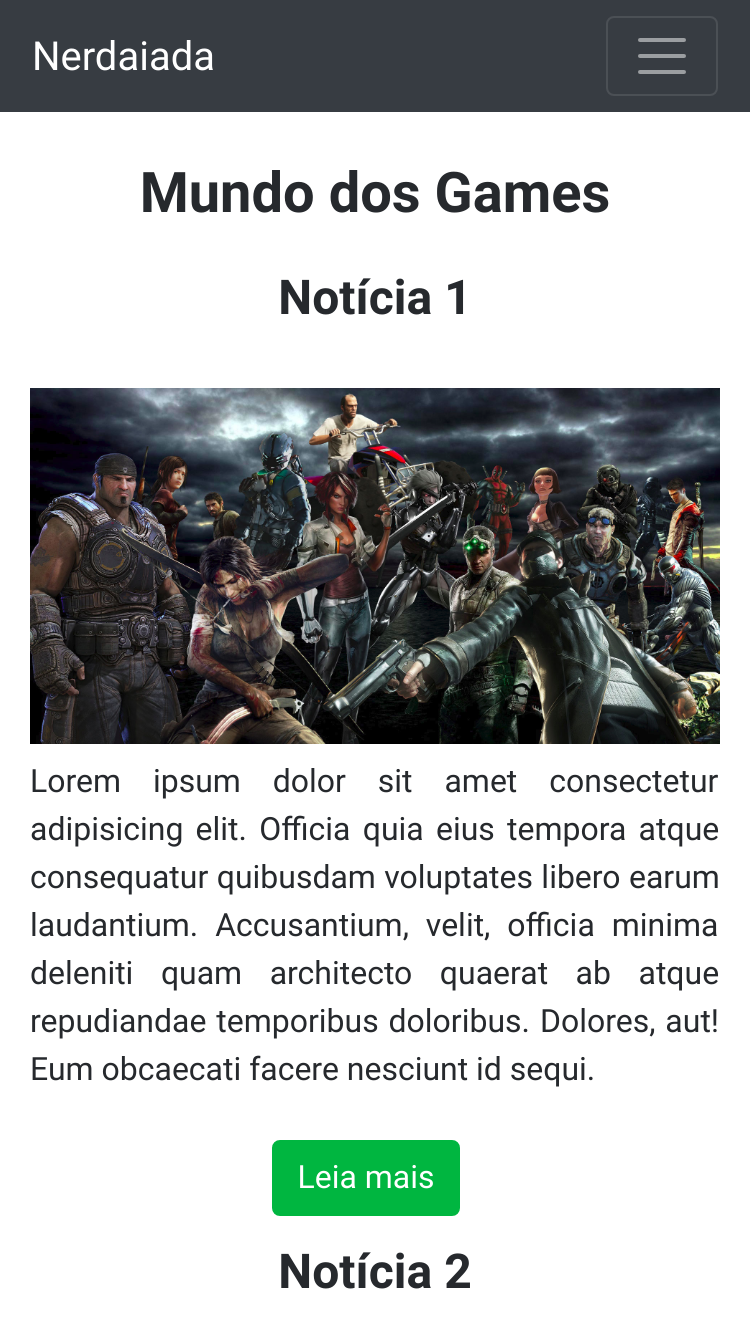 Nerdaiada
Mundo dos Games
Notícia 1
Lorem ipsum dolor sit amet consectetur
adipisicing elit. Officia quia eius tempora atque
consequatur quibusdam voluptates libero earum
laudantium. Accusantium, velit, officia minima
deleniti quam architecto quaerat ab atque
repudiandae temporibus doloribus. Dolores, aut!
Eum obcaecati facere nesciunt id sequi.
Leia mais
Notícia 2